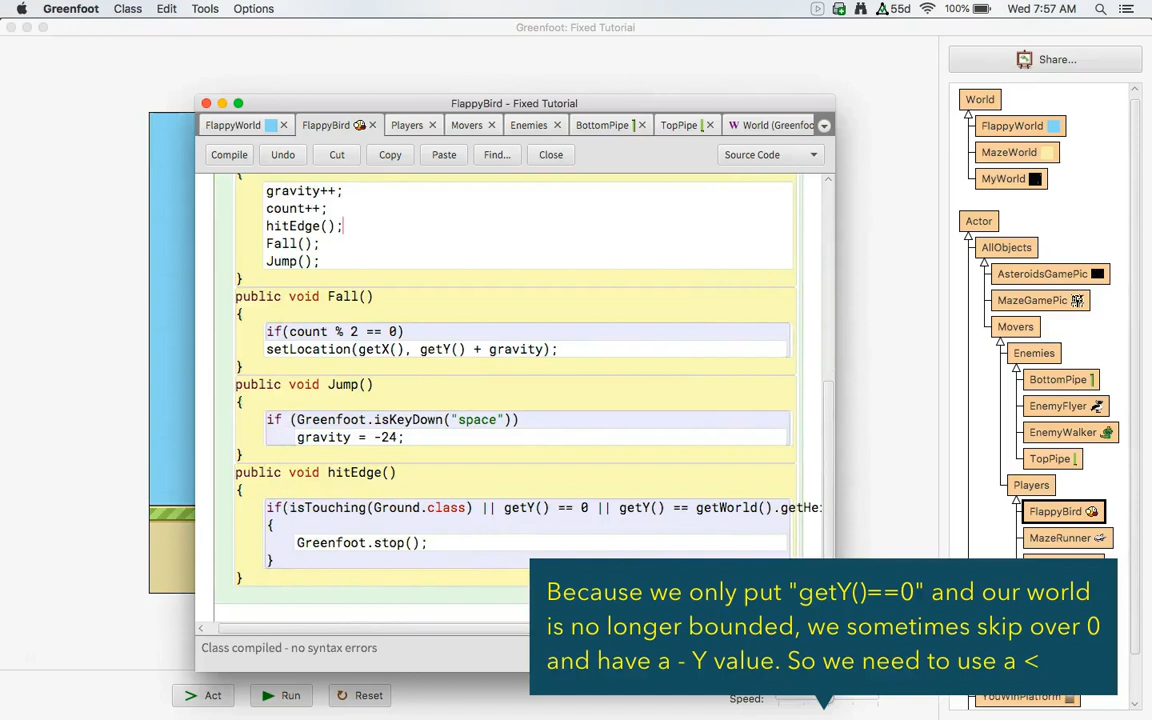 Greenfoot Class Edit Tools Options 55d 100% Wed 7:57 AM
Greenfoot: Fixed Tutorial
Share...
FlappyBird - Fixed Tutorial
FlappyWorld FlappyBird Players Movers Enemies BottomPipe TopPipe W World (Greenfoo
Compile Undo Cut Copy Paste Find... Close Source Code
{
gravity++;
count++;
hitEdge();
Fall();
Jump();
}
public void Fall()
{
if(count % 2 == 0)
setLocation(getX(), getY() + gravity);
}
public void Jump()
{
if (Greenfoot.isKeyDown("space"))
gravity = -24;
}
public void hitEdge()
{
if(isTouching(Ground.class) || getY() == 0 || getY() == getWorld().getHei
{
Greenfoot.stop();
}
}
Class compiled - no syntax errors
World
FlappyWorld
MazeWorld
MyWorld
Actor
AllObjects
AsteroidsGamePic
MazeGamePic
Movers
Enemies
BottomPipe
EnemyFlyer
EnemyWalker
TopPipe
Players
FlappyBird
MazeRunner
YouWinPlatform
Because we only put "getY()==0" and our world
is no longer bounded, we sometimes skip over 0
and have a - Y value. So we need to use a <
> Act Run Reset Speed: